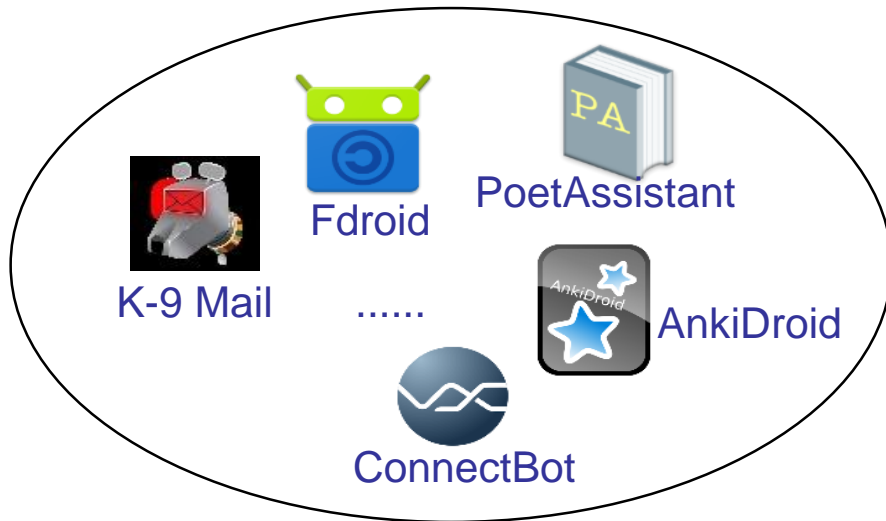 PA
PoetAssistant
Fdroid
K-9 Mail
......
AnkiDroid
AnkiDroid
ConnectBot